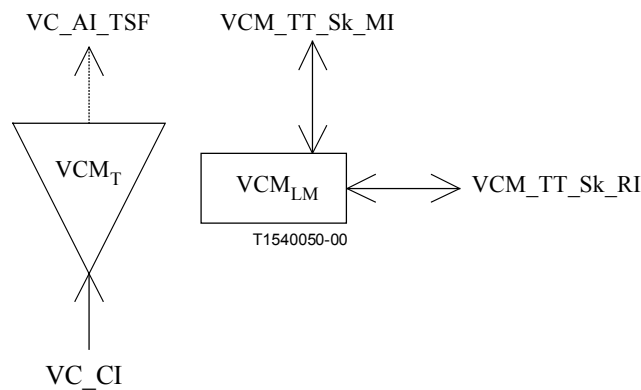 VC_AI_TSF
VCM_TT_Sk_MI
VCM_T
VCM_LM
VCM_TT_Sk_RI
T1540050-00
VC_CI